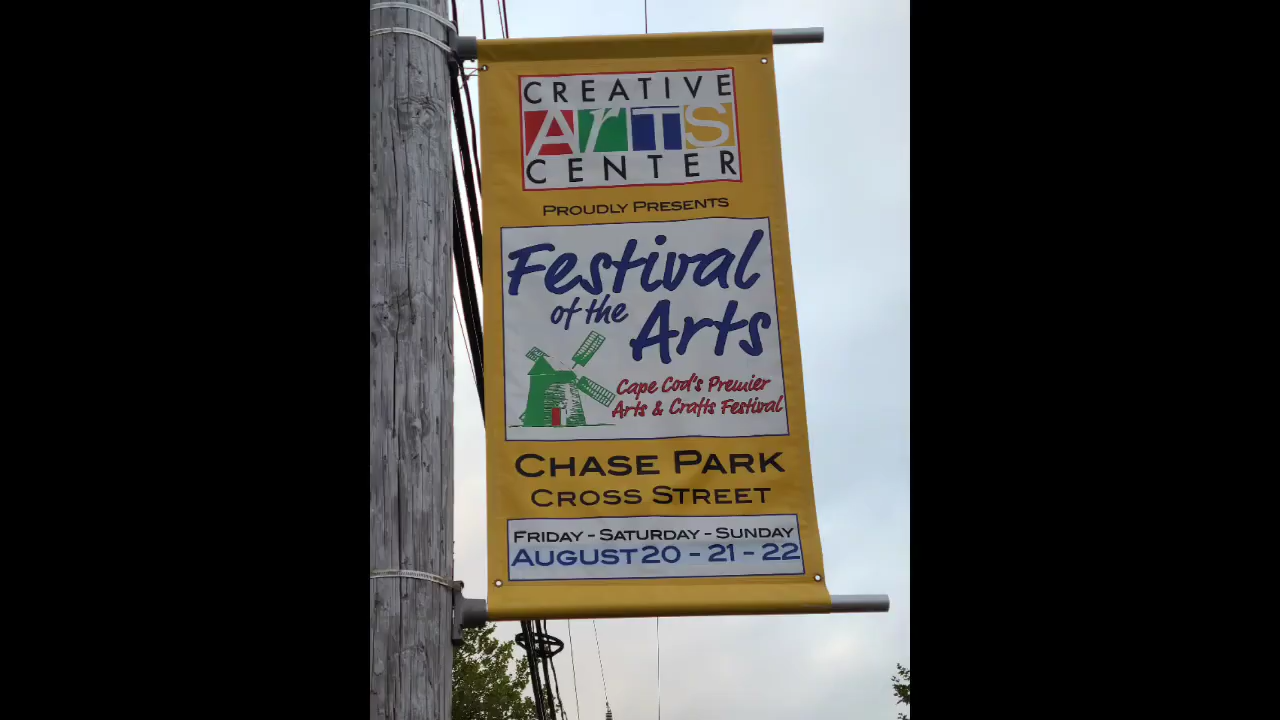 CREATIVE
ArTS
CENTER
PROUDLY PRESENTS
Festival
of the
Arts
Cape Cod's Premier
Arts & Crafts Festival
CHASE PARK
CROSS STREET
FRIDAY - SATURDAY - SUNDAY
AUGUST 20 - 21 - 22